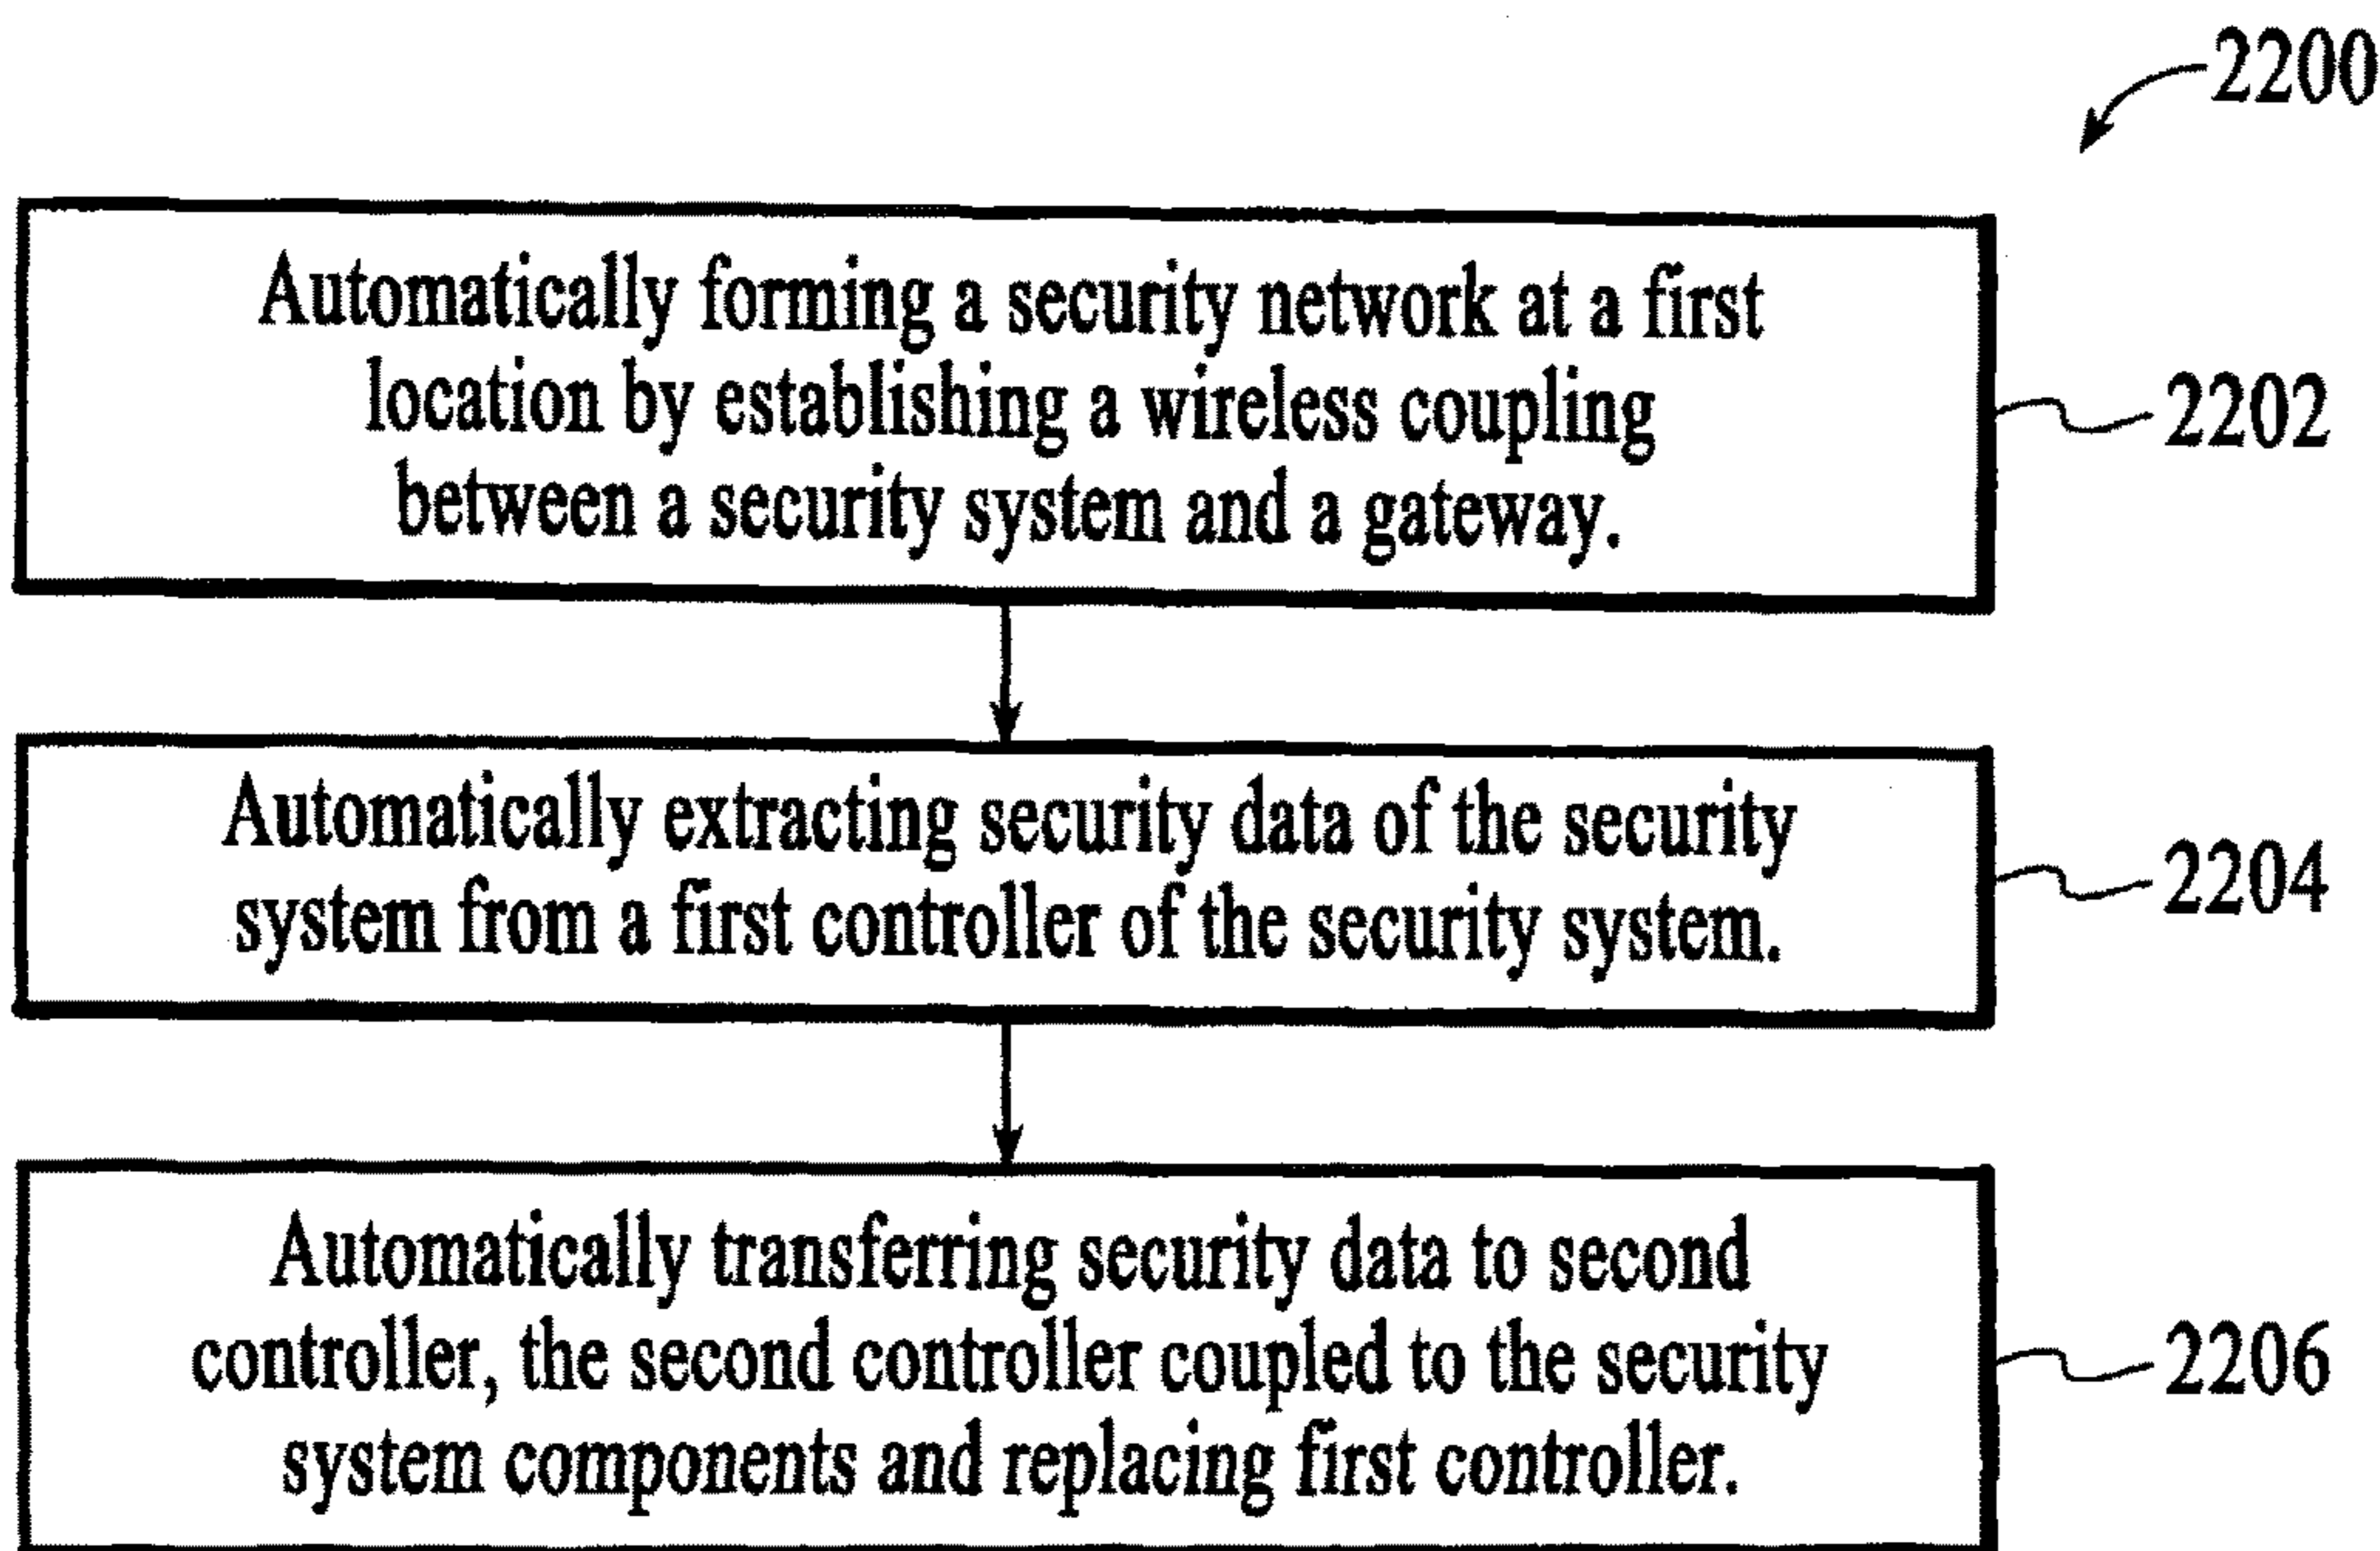 2200
Automatically forming a security network at a first
location by establishing a wireless coupling
between a security system and a gateway.
2202
Automatically extracting security data of the security
system from a first controller of the security system.
2204
Automatically transferring security data to second
controller, the second controller coupled to the security
system components and replacing first controller.
2206